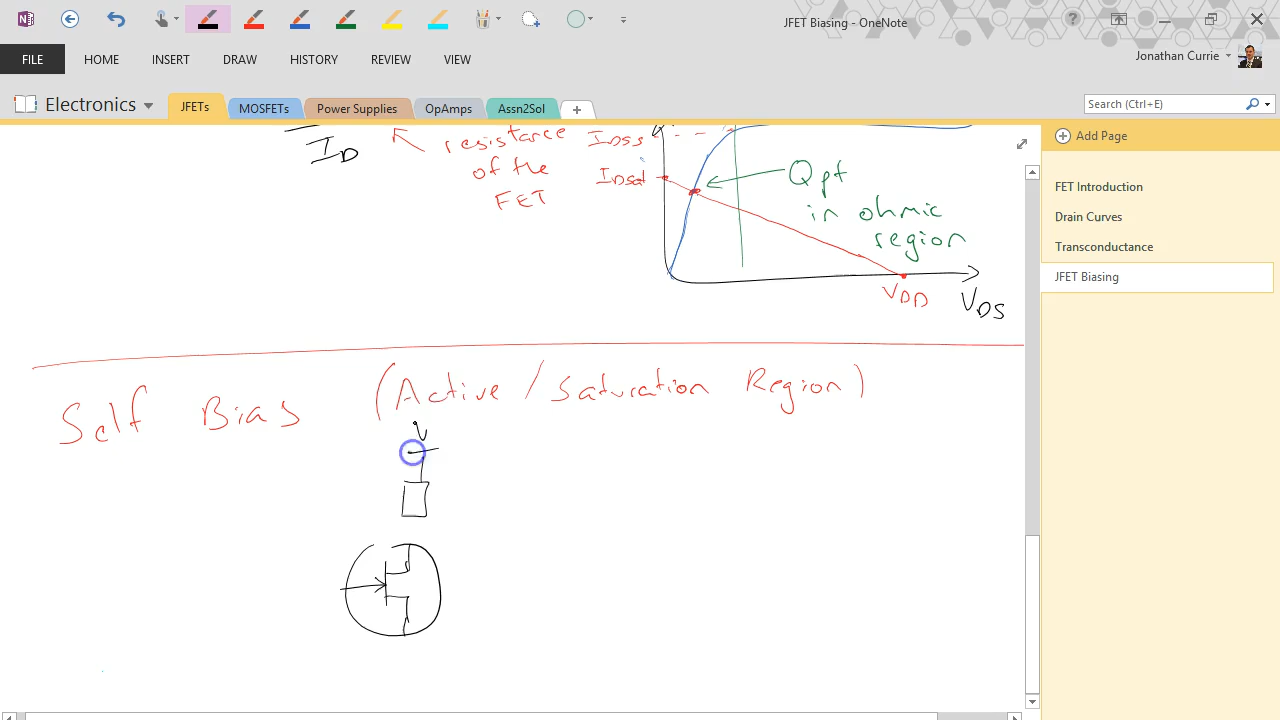 JFET Biasing - OneNote
FILE
HOME
INSERT
DRAW
HISTORY
REVIEW
VIEW
Jonathan Currie
Electronics
JFETs
MOSFETs
Power Supplies
OpAmps
Assn2Sol
Search (Ctrl+E)
Add Page
FET Introduction
Drain Curves
Transconductance
JFET Biasing
ID
resistance
of the
FET
IDSS
IDsat
Qpt
in ohmic
region
VDD
VDS
Self Bias (Active / Saturation Region)
V